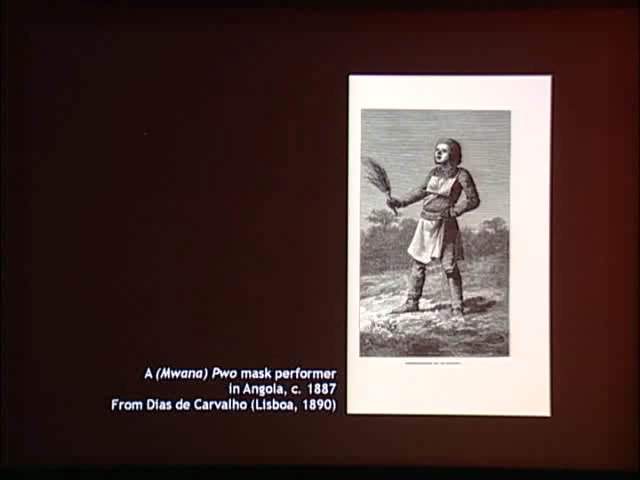 A (Mwana) Pwo mask performer
in Angola, c. 1887
From Dias de Carvalho (Lisboa, 1890)